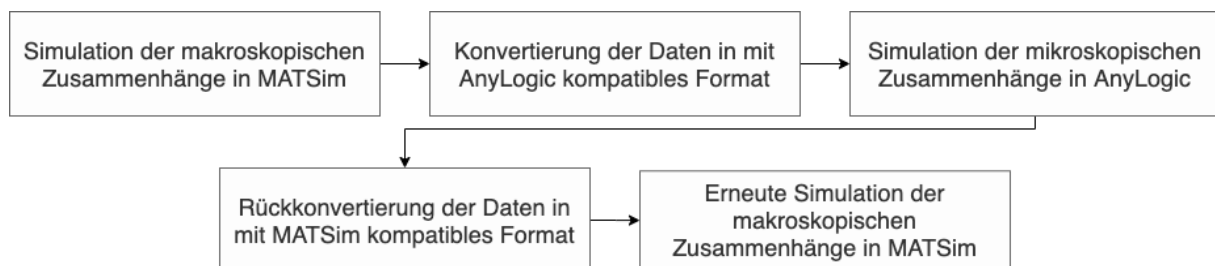 Simulation der makroskopischen
Zusammenhänge in MATSim
Konvertierung der Daten in mit
AnyLogic kompatibles Format
Simulation der mikroskopischen
Zusammenhänge in AnyLogic
Rückkonvertierung der Daten in
mit MATSim kompatibles Format
Erneute Simulation der
makroskopischen
Zusammenhänge in MATSim